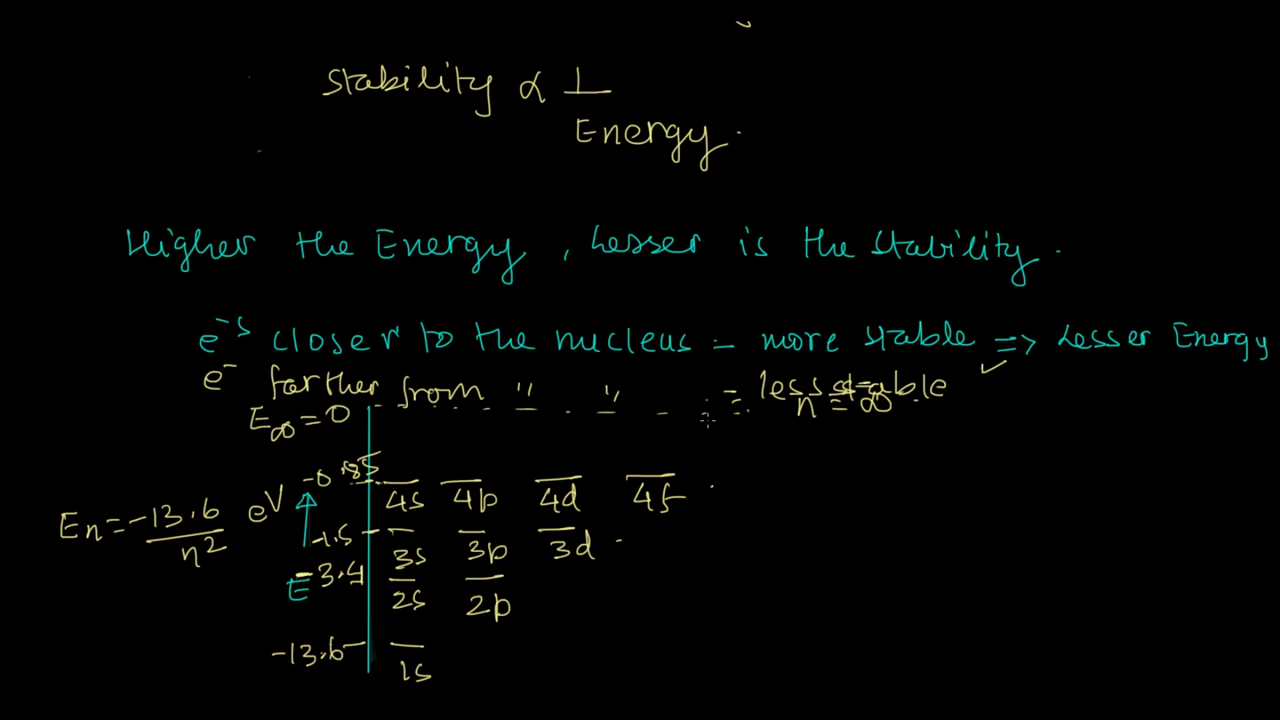 Stability ∝ 1
Energy.
Higher the Energy, Lesser is the Stability.
e⁻s closer to the nucleus = more stable => Lesser Energy
e⁻ farther from " " = less stable ✓
E∞ = 0 n = ∞
-0.85 4s 4p 4d 4f
En = -13.6 eV
n²
-1.5 3s 3p 3d
E -3.4 2s 2p
-13.6 1s